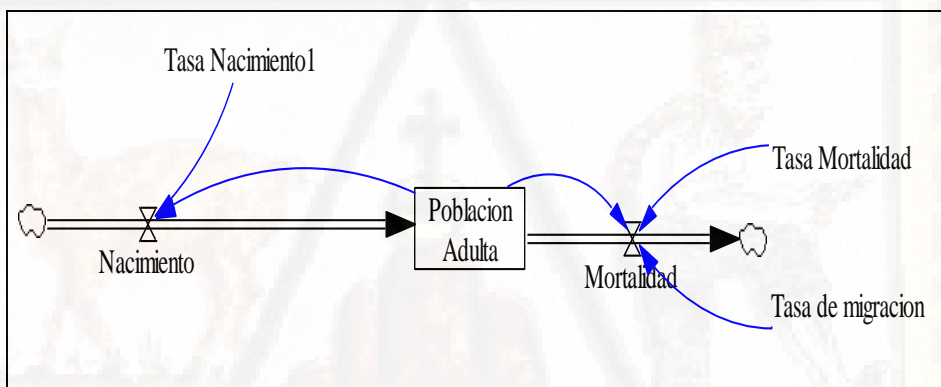 Tasa Nacimiento1
Tasa Mortalidad
Poblacion
Adulta
Nacimiento
Mortalidad
Tasa de migracion